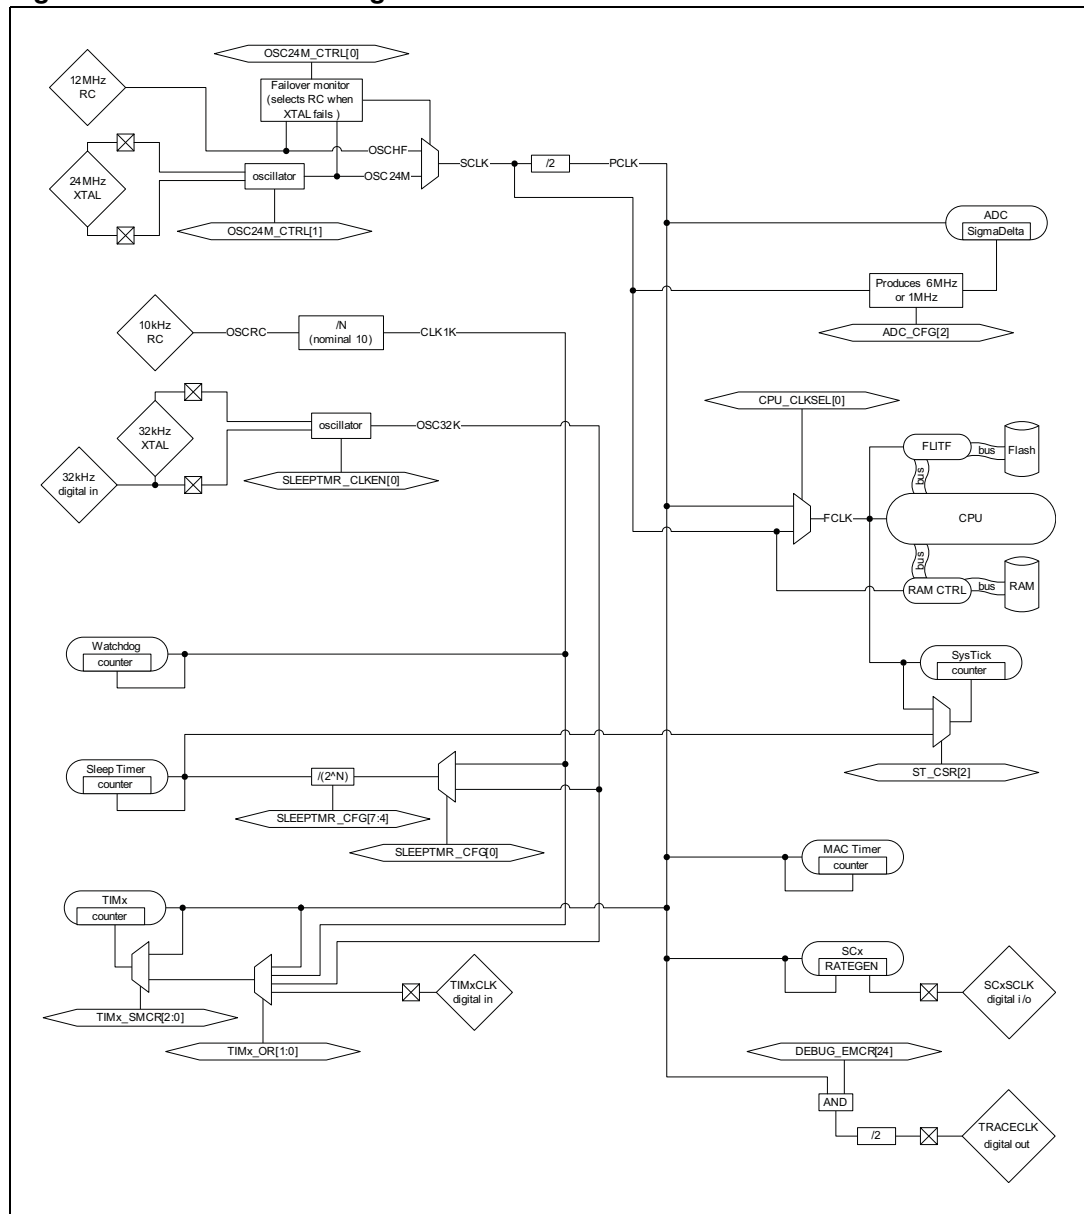 OSC24M_CTRL[0]
12MHz
RC
Failover monitor
(selects RC when
XTAL fails )
OSCHF
SCLK
/2
PCLK
24MHz
XTAL
oscillator
OSC24M
OSC24M_CTRL[1]
ADC
SigmaDelta
Produces 6MHz
or 1MHz
ADC_CFG[2]
10kHz
RC
OSCRC
/N
(nominal 10)
CLK1K
CPU_CLKSEL[0]
32kHz
XTAL
oscillator
OSC32K
32kHz
digital in
SLEEPTMR_CLKEN[0]
FLITF
bus
Flash
bus
FCLK
CPU
bus
RAM CTRL
bus
RAM
Watchdog
counter
SysTick
counter
Sleep Timer
counter
/(2^N)
ST_CSR[2]
SLEEPTMR_CFG[7:4]
SLEEPTMR_CFG[0]
MAC Timer
counter
TIMx
counter
SCx
RATEGEN
TIMxCLK
digital in
SCxSCLK
digital i/o
TIMx_SMCR[2:0]
TIMx_OR[1:0]
DEBUG_EMCR[24]
AND
/2
TRACECLK
digital out